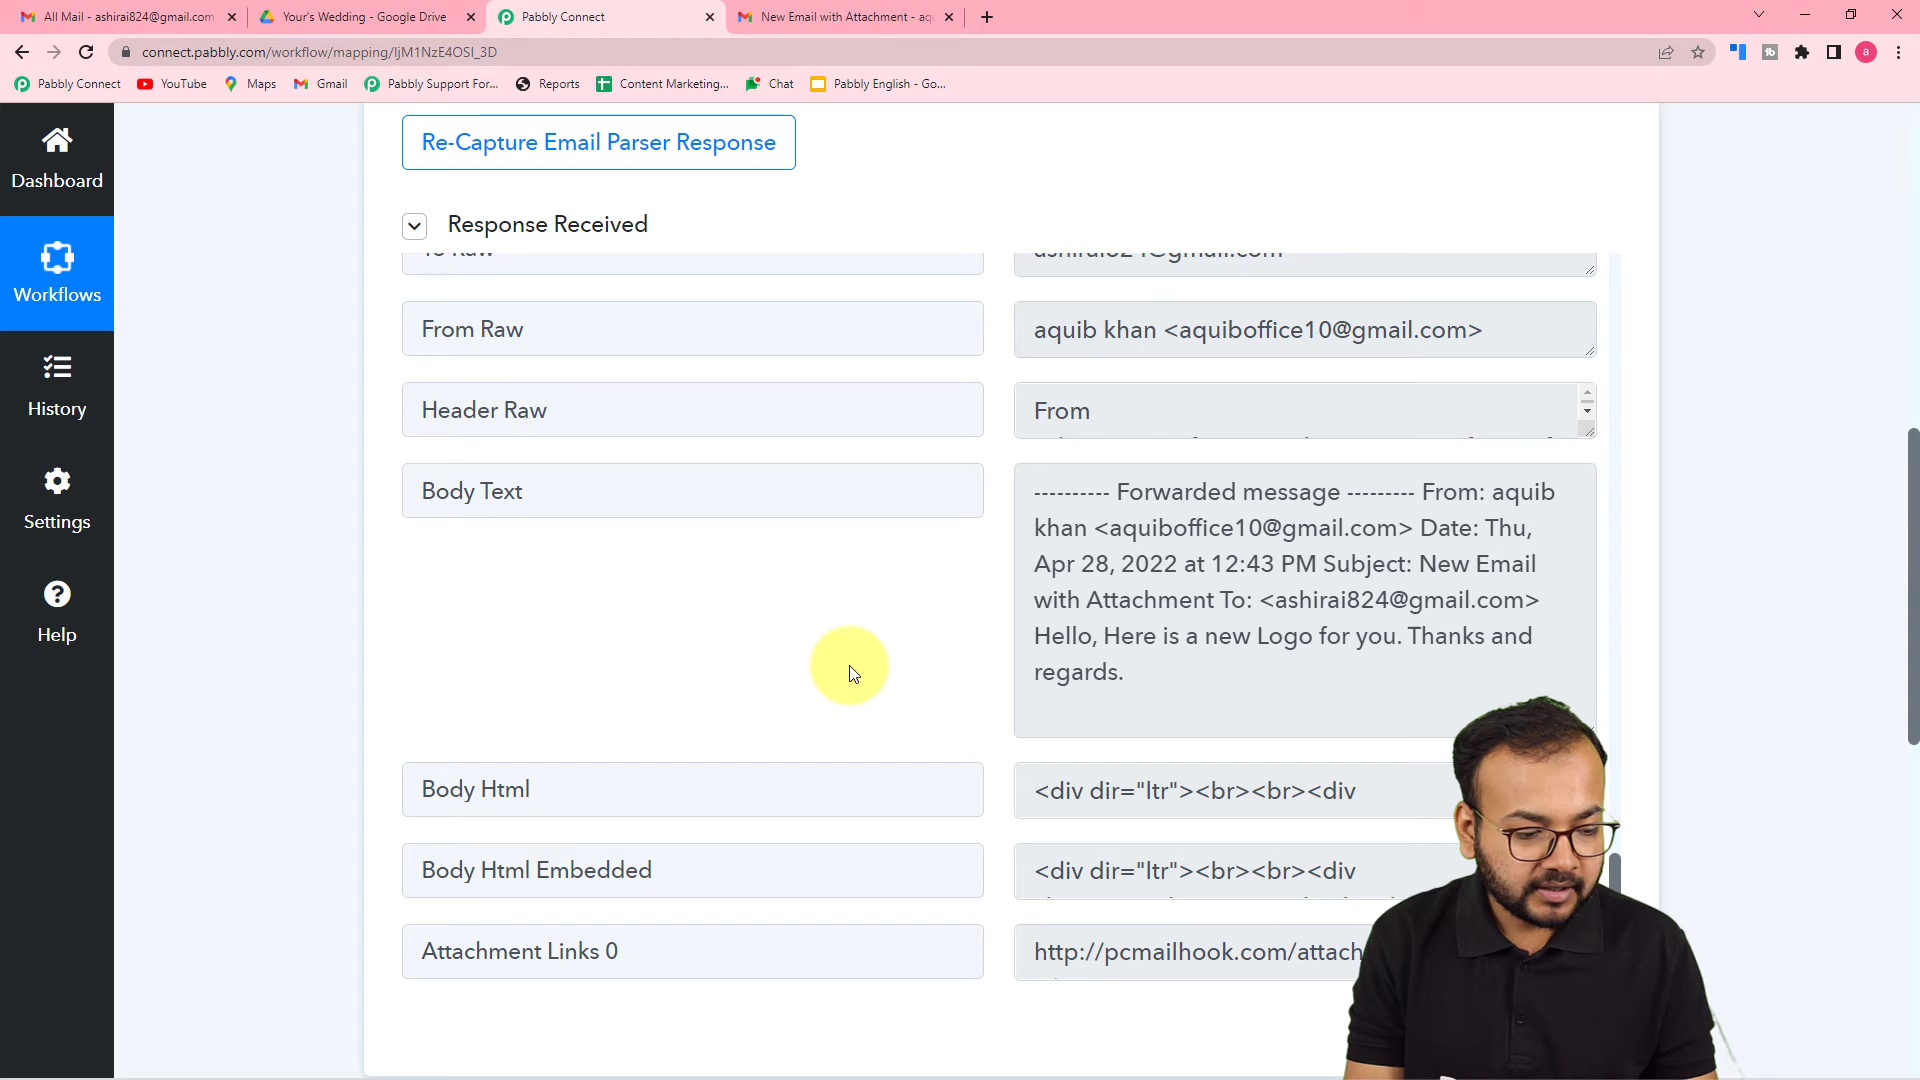 All Mail - ashirai824@gmail.com
Your's Wedding - Google Drive
Pabbly Connect
New Email with Attachment - aq
connect.pabbly.com/workflow/mapping/IjM1NzE4OSI_3D
a
Pabbly Connect
YouTube
Maps
Gmail
Pabbly Support For...
Reports
Content Marketing...
Chat
Pabbly English - Go...
Dashboard
Workflows
History
Settings
Help
Re-Capture Email Parser Response
Response Received
To Raw
ashirai824@gmail.com
From Raw
aquib khan <aquiboffice10@gmail.com>
Header Raw
From
Body Text
---------- Forwarded message --------- From: aquib
khan <aquiboffice10@gmail.com> Date: Thu,
Apr 28, 2022 at 12:43 PM Subject: New Email
with Attachment To: <ashirai824@gmail.com>
Hello, Here is a new Logo for you. Thanks and
regards.
Body Html
<div dir="ltr"><br><br><div
Body Html Embedded
<div dir="ltr"><br><br><div
Attachment Links 0
http://pcmailhook.com/attach